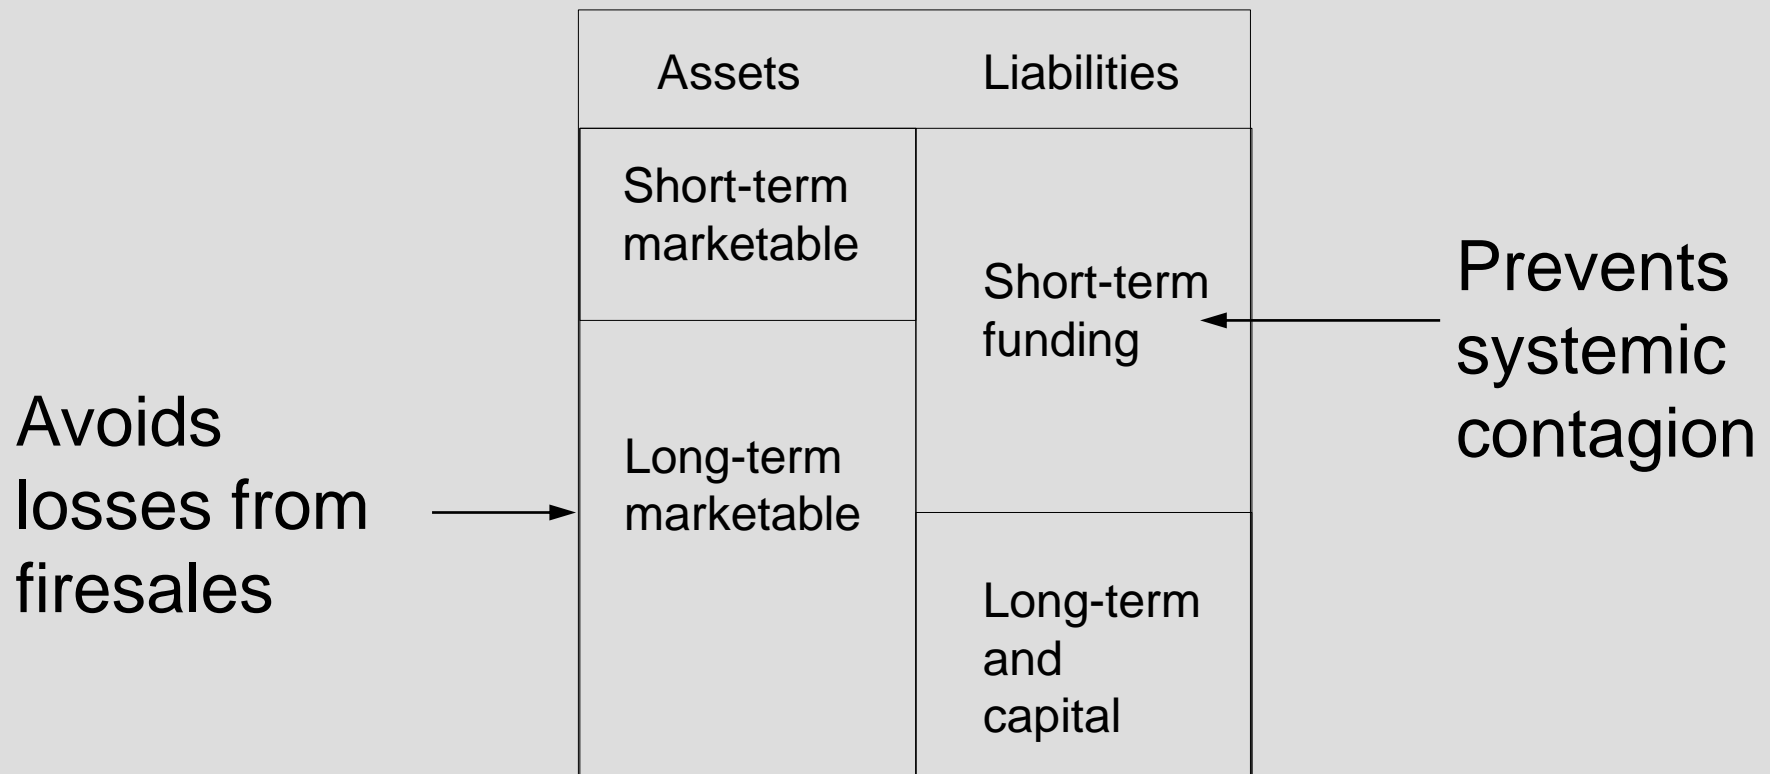 Assets
Liabilities
Short-term
marketable
Short-term
funding
Prevents
systemic
contagion
Avoids
losses from
firesales
Long-term
marketable
Long-term
and
capital